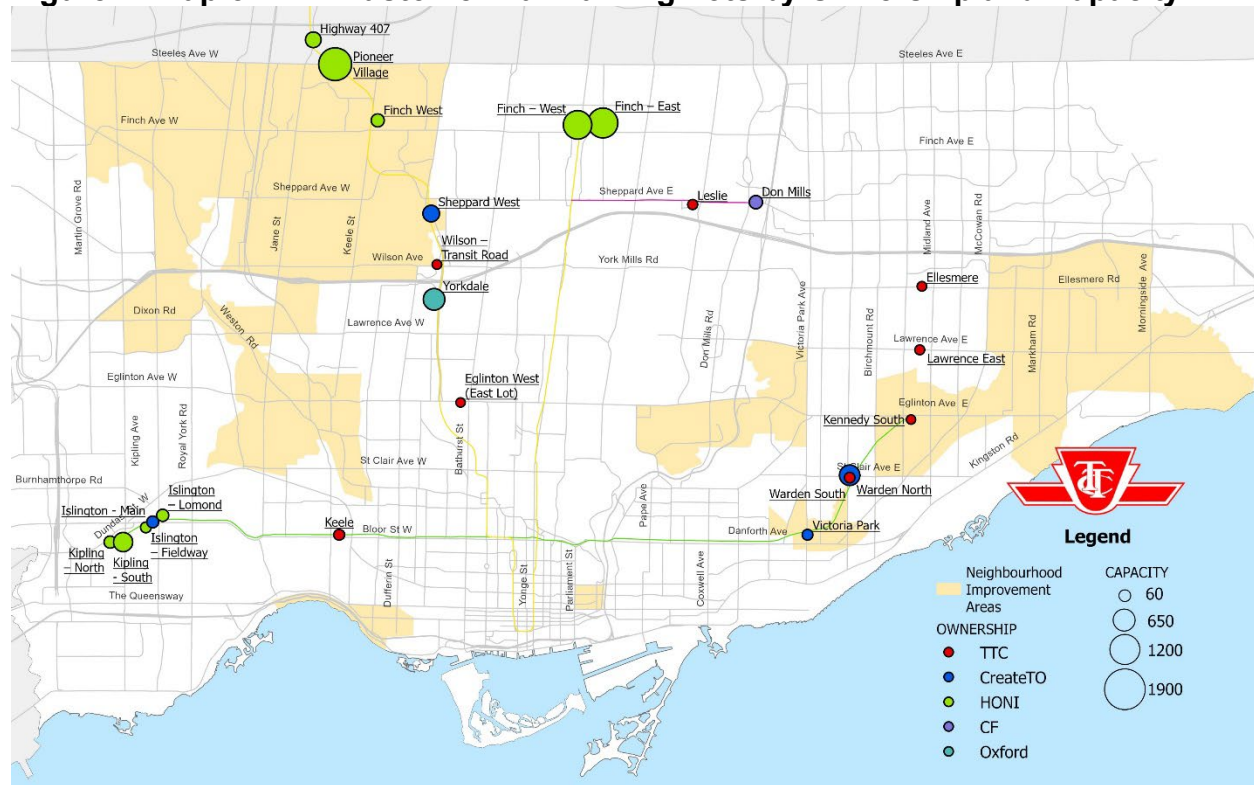 Highway 407
Steeles Ave W
Steeles Ave E
Pioneer
Village
Finch West
Finch – West
Finch – East
Finch Ave W
Finch Ave E
Martin Grove Rd
Sheppard Ave W
Sheppard Ave E
Leslie
Don Mills
Jane St
Keele St
Sheppard West
Midland Ave
McCowan Rd
Wilson –
Transit Road
Wilson Ave
York Mills Rd
Ellesmere
Ellesmere Rd
Morningside Ave
Yorkdale
Dixon Rd
Weston Rd
Lawrence Ave W
Don Mills Rd
Victoria Park Ave
Birchmount Rd
Markham Rd
Lawrence Ave E
Lawrence East
Eglinton Ave W
Eglinton West
(East Lot)
Eglinton Ave E
Kennedy South
Kipling Ave
Royal York Rd
Bathurst St
Kingston Rd
St Clair Ave W
St Clair Ave E
Burnhamthorpe Rd
Islington
– Lomond
Warden South
Warden North
Pape Ave
Islington - Main
Dundas St W
Keele
Bloor St W
Danforth Ave
Victoria Park
Islington
– Fieldway
Kipling
– North
Kipling
- South
The Queensway
Dufferin St
Yonge St
Parliament St
Coxwell Ave
TTC
Legend
Neighbourhood
Improvement
Areas
OWNERSHIP
TTC
CreateTO
HONI
CF
Oxford
CAPACITY
60
650
1200
1900